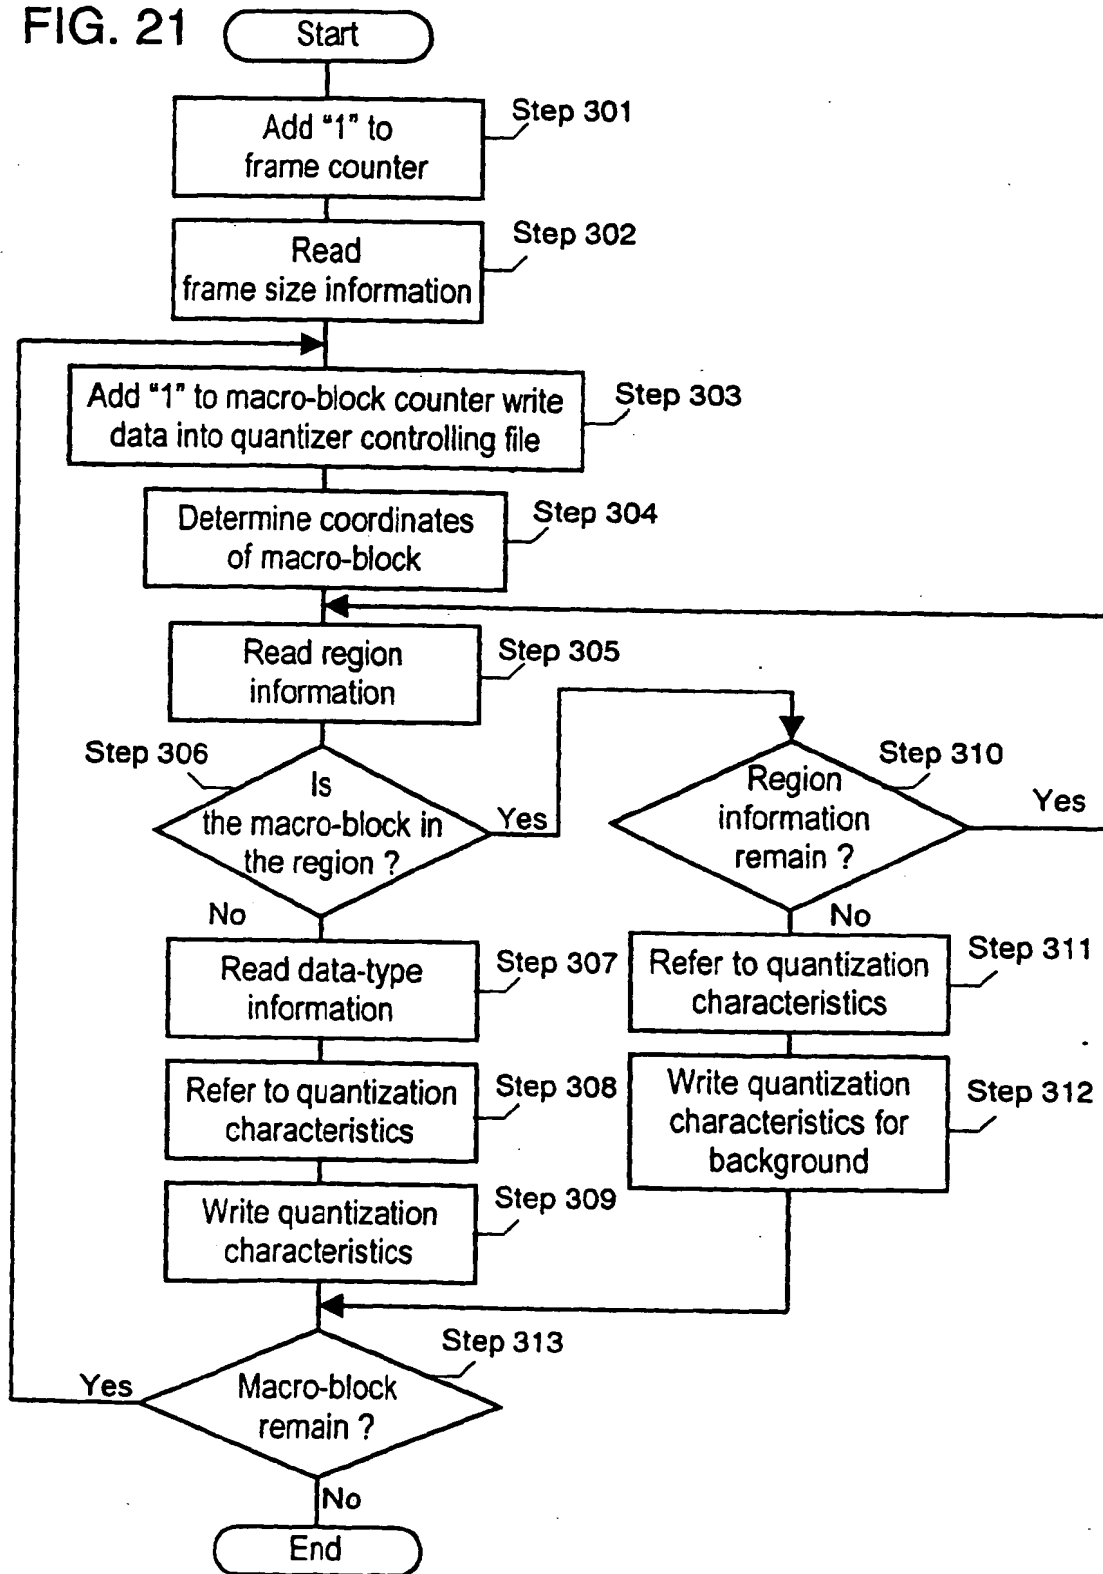 FIG. 21
Start
Add "1" to
frame counter
Step 301
Read
frame size information
Step 302
Add "1" to macro-block counter write
data into quantizer controlling file
Step 303
Determine coordinates
of macro-block
Step 304
Read region
information
Step 305
Step 306
Is
the macro-block in
the region ?
Yes
No
Region
information
remain ?
Step 310
Yes
No
Read data-type
information
Step 307
Refer to quantization
characteristics
Step 311
Refer to quantization
characteristics
Step 308
Write quantization
characteristics for
background
Step 312
Write quantization
characteristics
Step 309
Step 313
Macro-block
remain ?
Yes
No
End